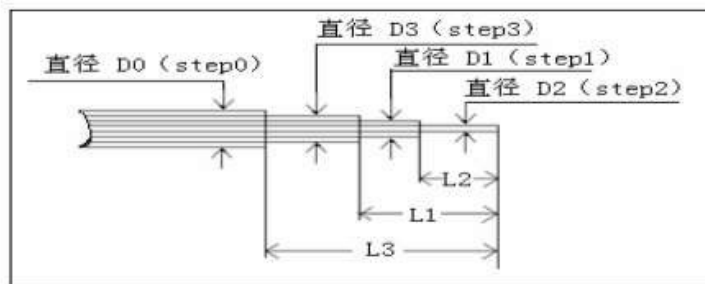 直径 D3（step3）
直径 D0（step0）
直径 D1（step1）
直径 D2（step2）
L2
L1
L3